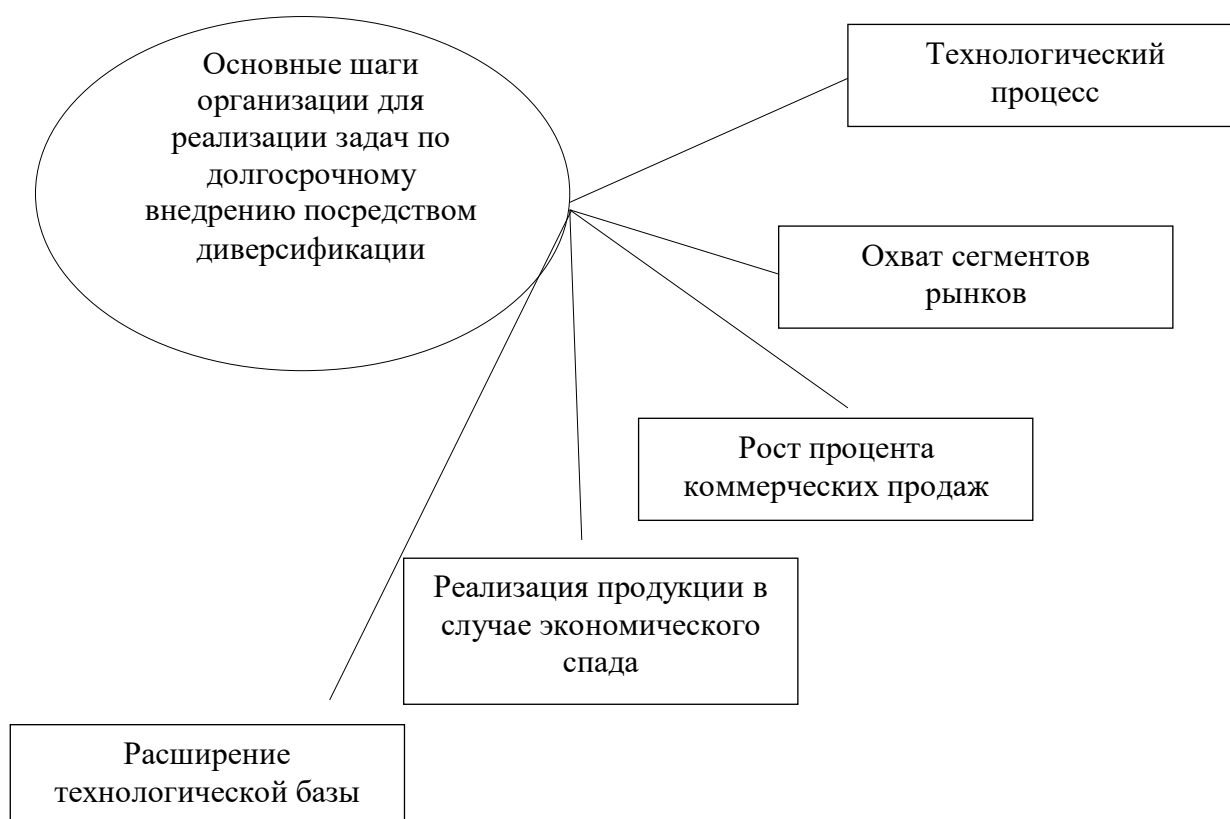 Основные шаги
организации для
реализации задач по
долгосрочному
внедрению посредством
диверсификации
Технологический
процесс
Охват сегментов
рынков
Рост процента
коммерческих продаж
Реализация продукции в
случае экономического
спада
Расширение
технологической базы